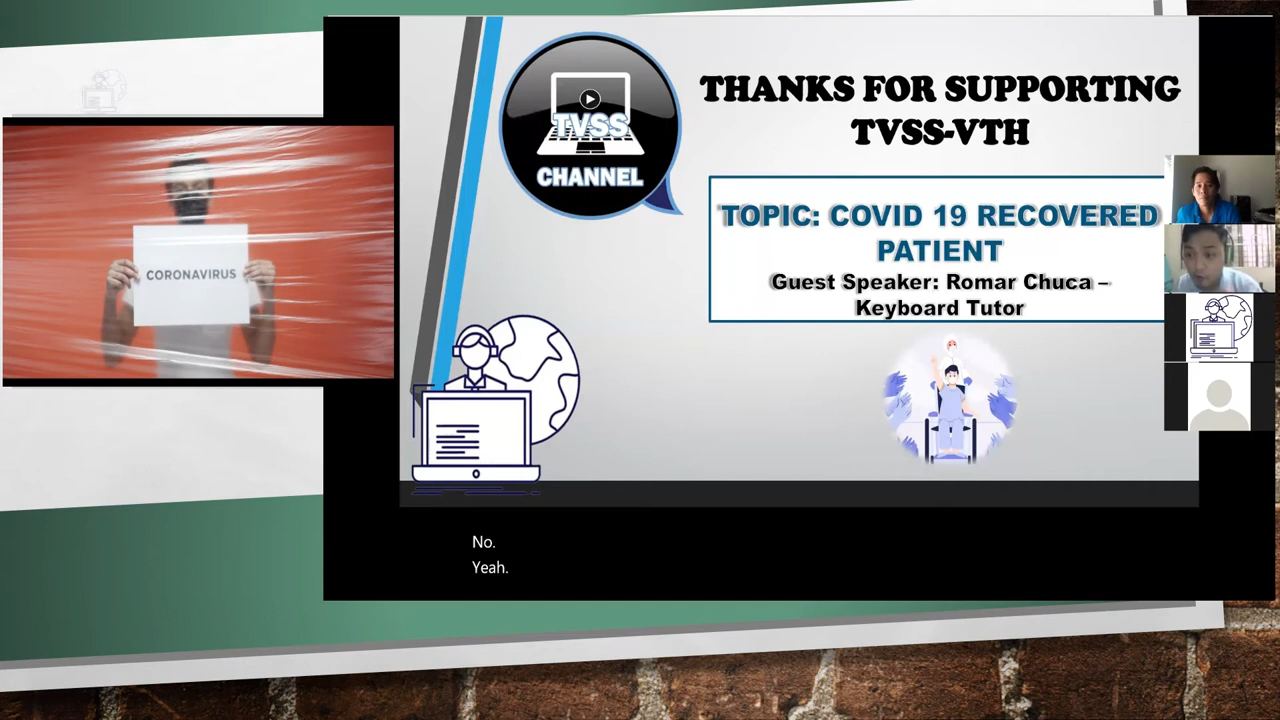 CORONAVIRUS
TVSS
CHANNEL
THANKS FOR SUPPORTING
TVSS-VTH
TOPIC: COVID 19 RECOVERED
PATIENT
Guest Speaker: Romar Chuca –
Keyboard Tutor
No.
Yeah.